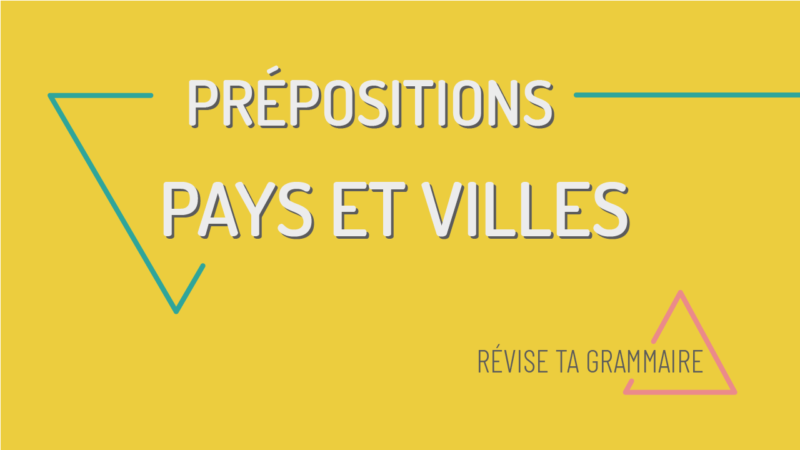 PRÉPOSITIONS
PAYS ET VILLES
RÉVISE TA GRAMMAIRE